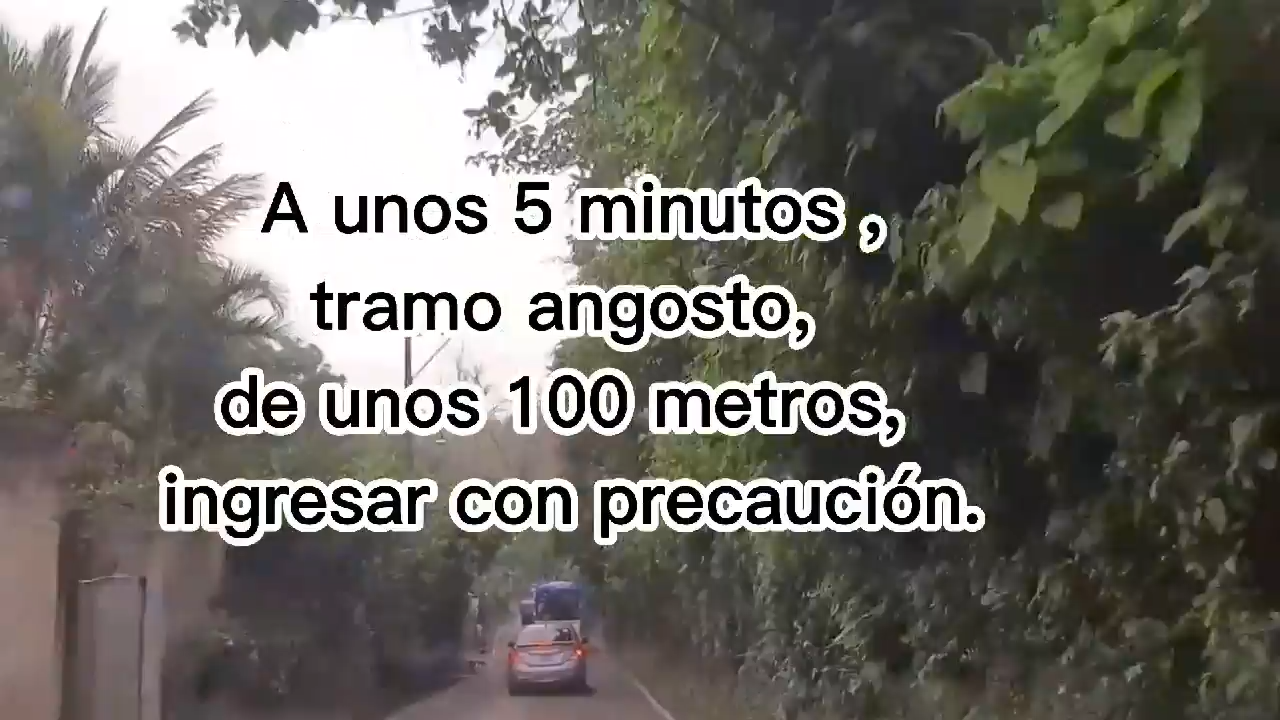 A unos 5 minutos ,
tramo angosto,
de unos 100 metros,
ingresar con precaución.